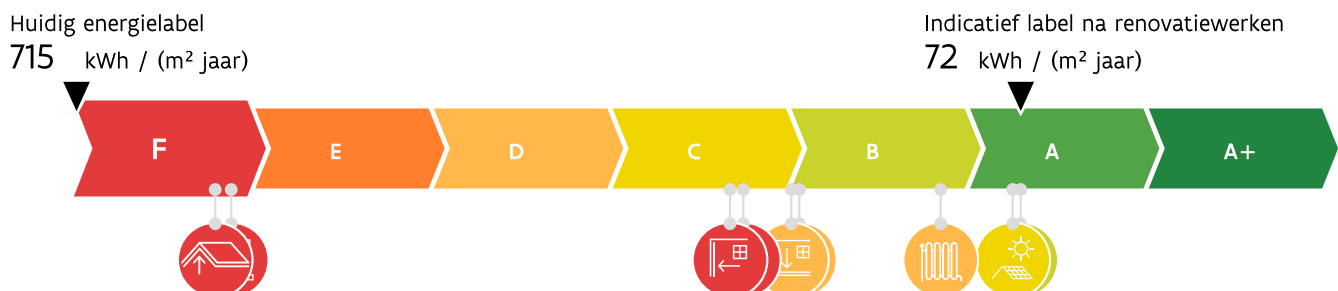 Huidig energielabel
715 kWh / (m² jaar)
Indicatief label na renovatiewerken
72 kWh / (m² jaar)
F E D C B A A+